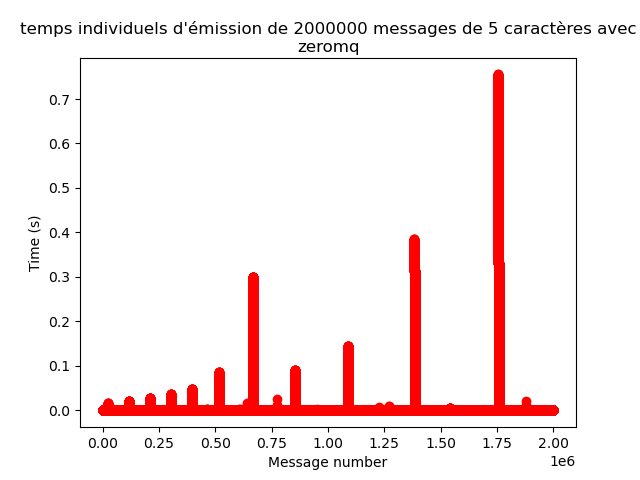 temps individuels d'émission de 2000000 messages de 5 caractères avec
zeromq
0.7
0.6
0.5
0.4
0.3
0.2
0.1
0.0
Time (s)
0.00 0.25 0.50 0.75 1.00 1.25 1.50 1.75 2.00
Message number
1e6